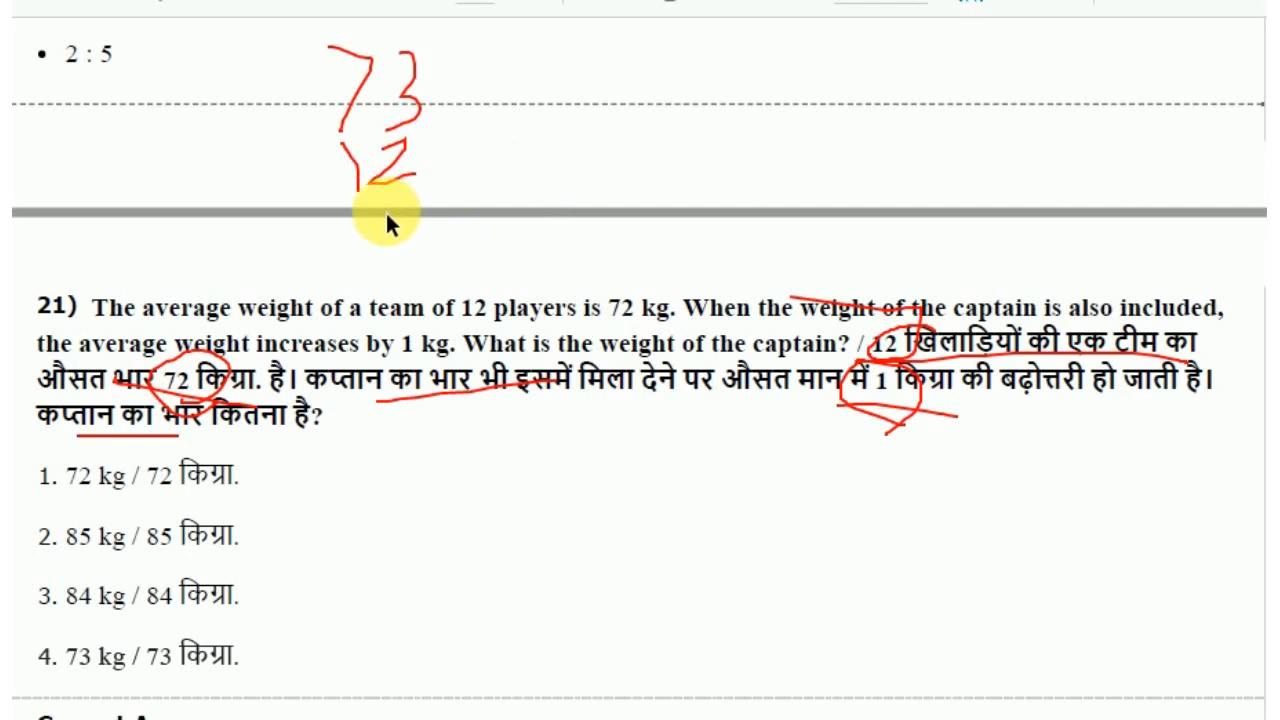 • 2 : 5
73
12
21) The average weight of a team of 12 players is 72 kg. When the weight of the captain is also included,
the average weight increases by 1 kg. What is the weight of the captain? / 12 खिलाड़ियों की एक टीम का
औसत भार 72 किग्रा. है। कप्तान का भार भी इसमें मिला देने पर औसत मान में 1 किग्रा की बढ़ोत्तरी हो जाती है।
कप्तान का भार कितना है?
1. 72 kg / 72 किग्रा.
2. 85 kg / 85 किग्रा.
3. 84 kg / 84 किग्रा.
4. 73 kg / 73 किग्रा.